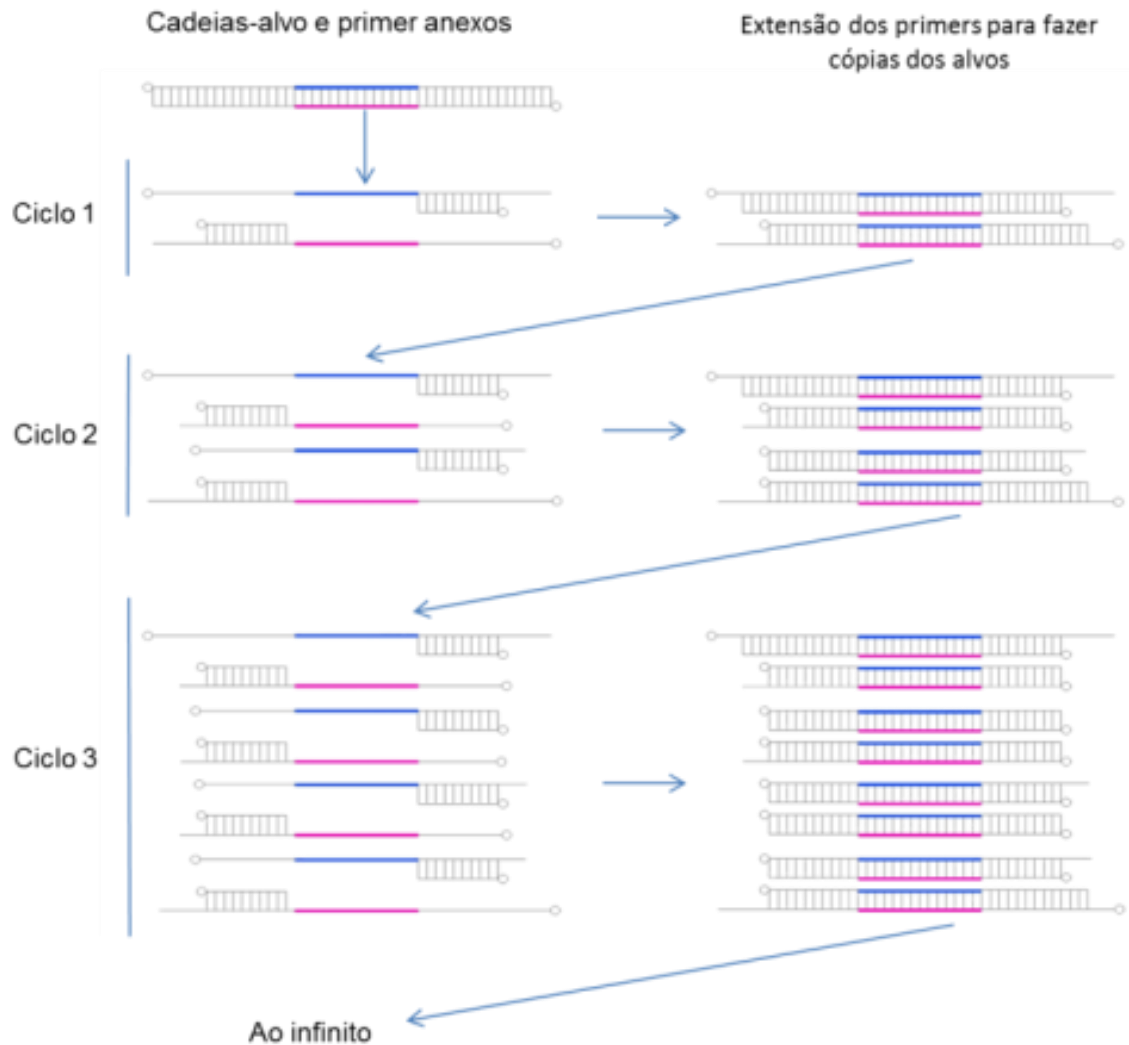 Cadeias-alvo e primer anexos
Extensão dos primers para fazer
cópias dos alvos
Ciclo 1
Ciclo 2
Ciclo 3
Ao infinito